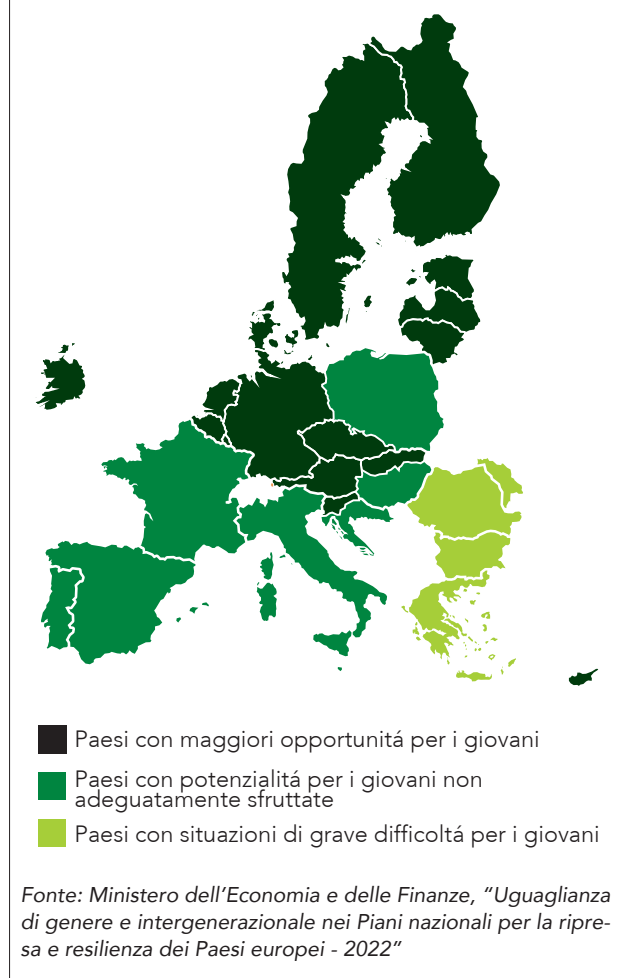 Paesi con maggiori opportunitá per i giovani
Paesi con potenzialitá per i giovani non
adeguatamente sfruttate
Paesi con situazioni di grave difficoltá per i giovani
Fonte: Ministero dell’Economia e delle Finanze, “Uguaglianza
di genere e intergenerazionale nei Piani nazionali per la ripre-
sa e resilienza dei Paesi europei - 2022”